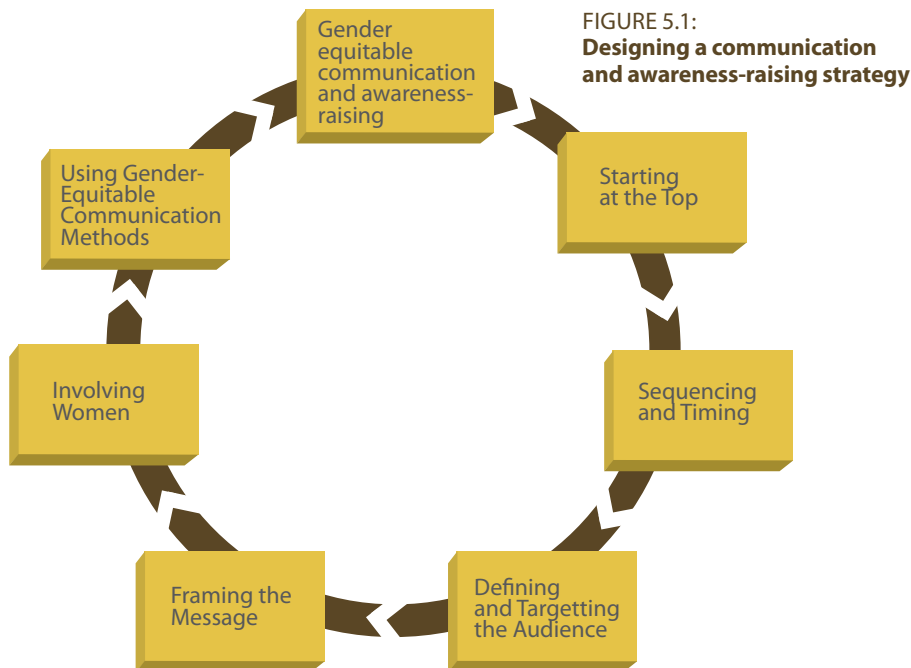 FIGURE 5.1:
Designing a communication
and awareness-raising strategy
Gender
equitable
communication
and awareness-
raising
Starting
at the Top
Sequencing
and Timing
Defining
and Targetting
the Audience
Framing the
Message
Involving
Women
Using Gender-
Equitable
Communication
Methods